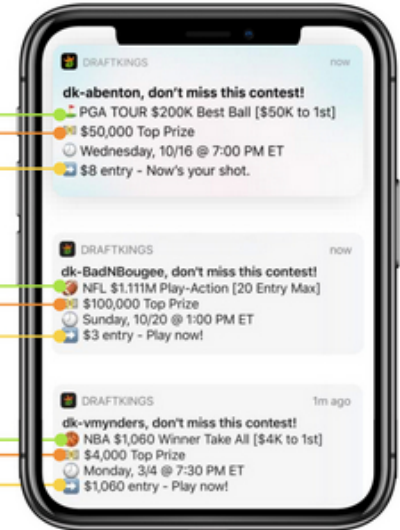 DRAFTKINGS now
dk-abenton, don't miss this contest!
⛳ PGA TOUR $200K Best Ball [$50K to 1st]
💵 $50,000 Top Prize
🕖 Wednesday, 10/16 @ 7:00 PM ET
➡️ $8 entry - Now's your shot.
DRAFTKINGS now
dk-BadNBougee, don't miss this contest!
🏈 NFL $1.111M Play-Action [20 Entry Max]
💵 $100,000 Top Prize
🕐 Sunday, 10/20 @ 1:00 PM ET
➡️ $3 entry - Play now!
DRAFTKINGS 1m ago
dk-vmynders, don't miss this contest!
🏀 NBA $1,060 Winner Take All [$4K to 1st]
💵 $4,000 Top Prize
🕢 Monday, 3/4 @ 7:30 PM ET
➡️ $1,060 entry - Play now!